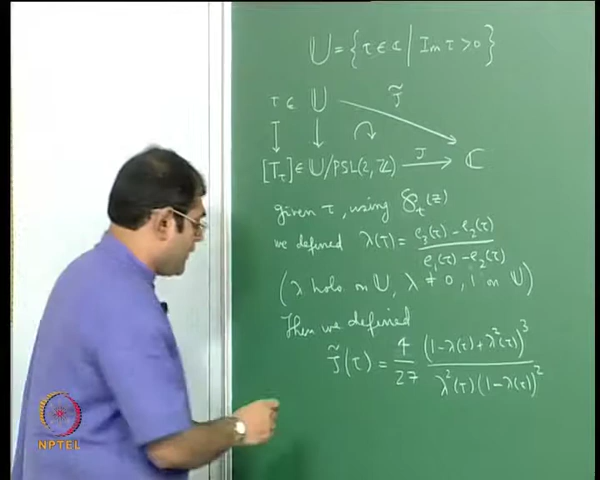 𝕌 = {τ ∈ ℂ | Im τ > 0}
τ ∈ 𝕌 J̃
[T_τ] ∈ 𝕌/PSL(2, ℤ) J ℂ
given τ, using ℘_τ(z)
we defined λ(τ) = (e₃(τ) - e₂(τ))/(e₁(τ) - e₂(τ))
(λ holo. on 𝕌, λ ≠ 0, 1 on 𝕌)
Then we defined
J̃(τ) = 4/27 (1-λ(τ)+λ²(τ))³/(λ²(τ)(1-λ(τ))²)
NPTEL